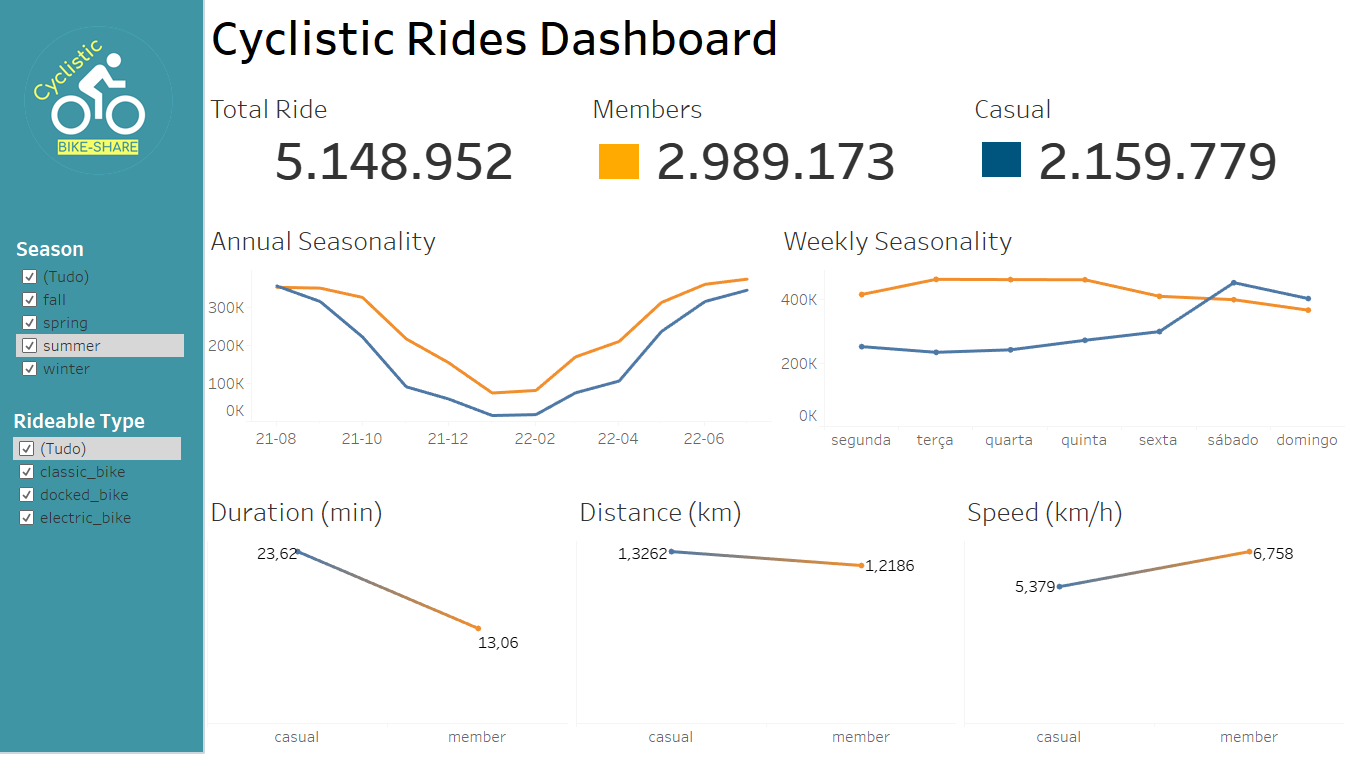 Cyclistic
BIKE-SHARE
Season
(Tudo)
fall
spring
summer
winter
Rideable Type
(Tudo)
classic_bike
docked_bike
electric_bike
Cyclistic Rides Dashboard
Total Ride
5.148.952
Members
2.989.173
Casual
2.159.779
Annual Seasonality
300K
200K
100K
0K
21-08 21-10 21-12 22-02 22-04 22-06
Weekly Seasonality
400K
200K
0K
segunda terça quarta quinta sexta sábado domingo
Duration (min)
23,62
13,06
casual member
Distance (km)
1,3262
1,2186
casual member
Speed (km/h)
6,758
5,379
casual member